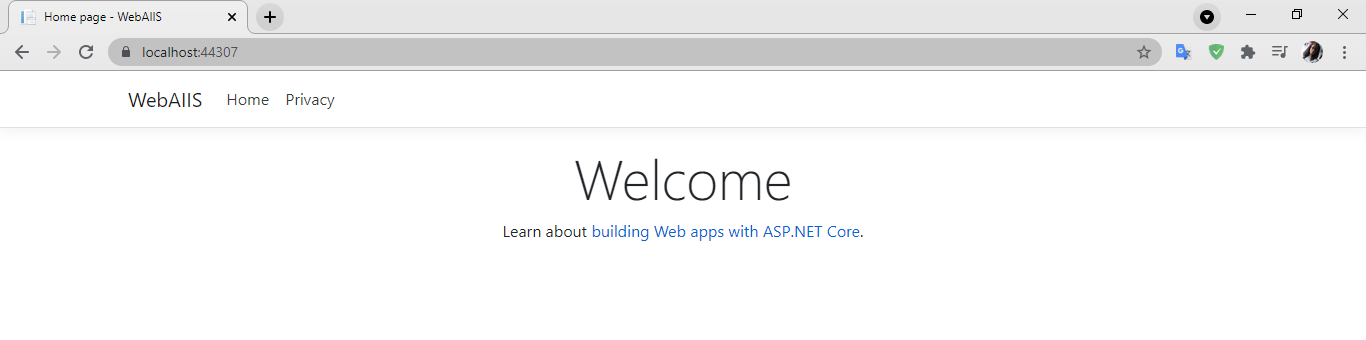 Home page - WebAIIS
localhost:44307
WebAIIS Home Privacy
Welcome
Learn about building Web apps with ASP.NET Core.